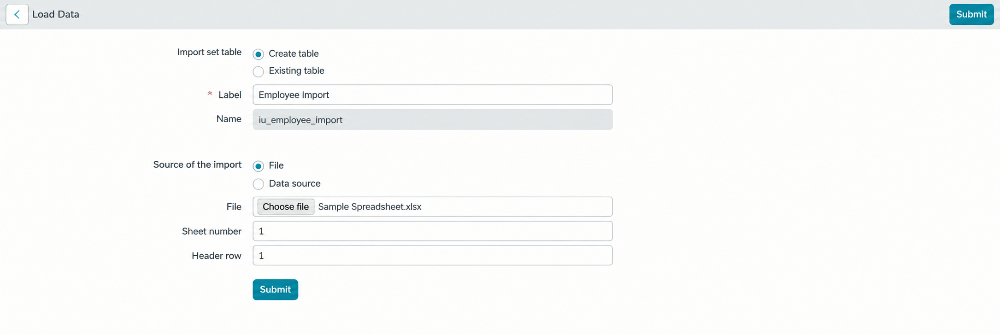 Load Data
Submit
Import set table
Create table
Existing table
* Label
Employee Import
Name
iu_employee_import
Source of the import
File
Data source
File
Choose file Sample Spreadsheet.xlsx
Sheet number
1
Header row
1
Submit